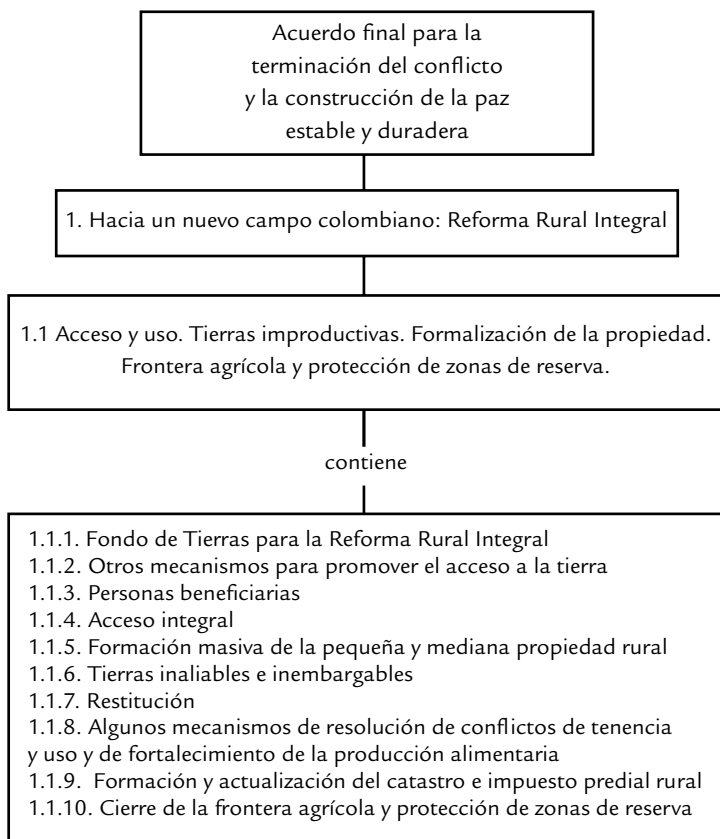 Acuerdo final para la
terminación del conflicto
y la construcción de la paz
estable y duradera
1. Hacia un nuevo campo colombiano: Reforma Rural Integral
1.1 Acceso y uso. Tierras improductivas. Formalización de la propiedad.
Frontera agrícola y protección de zonas de reserva.
contiene
1.1.1. Fondo de Tierras para la Reforma Rural Integral
1.1.2. Otros mecanismos para promover el acceso a la tierra
1.1.3. Personas beneficiarias
1.1.4. Acceso integral
1.1.5. Formación masiva de la pequeña y mediana propiedad rural
1.1.6. Tierras inaliables e inembargables
1.1.7. Restitución
1.1.8. Algunos mecanismos de resolución de conflictos de tenencia
y uso y de fortalecimiento de la producción alimentaria
1.1.9. Formación y actualización del catastro e impuesto predial rural
1.1.10. Cierre de la frontera agrícola y protección de zonas de reserva